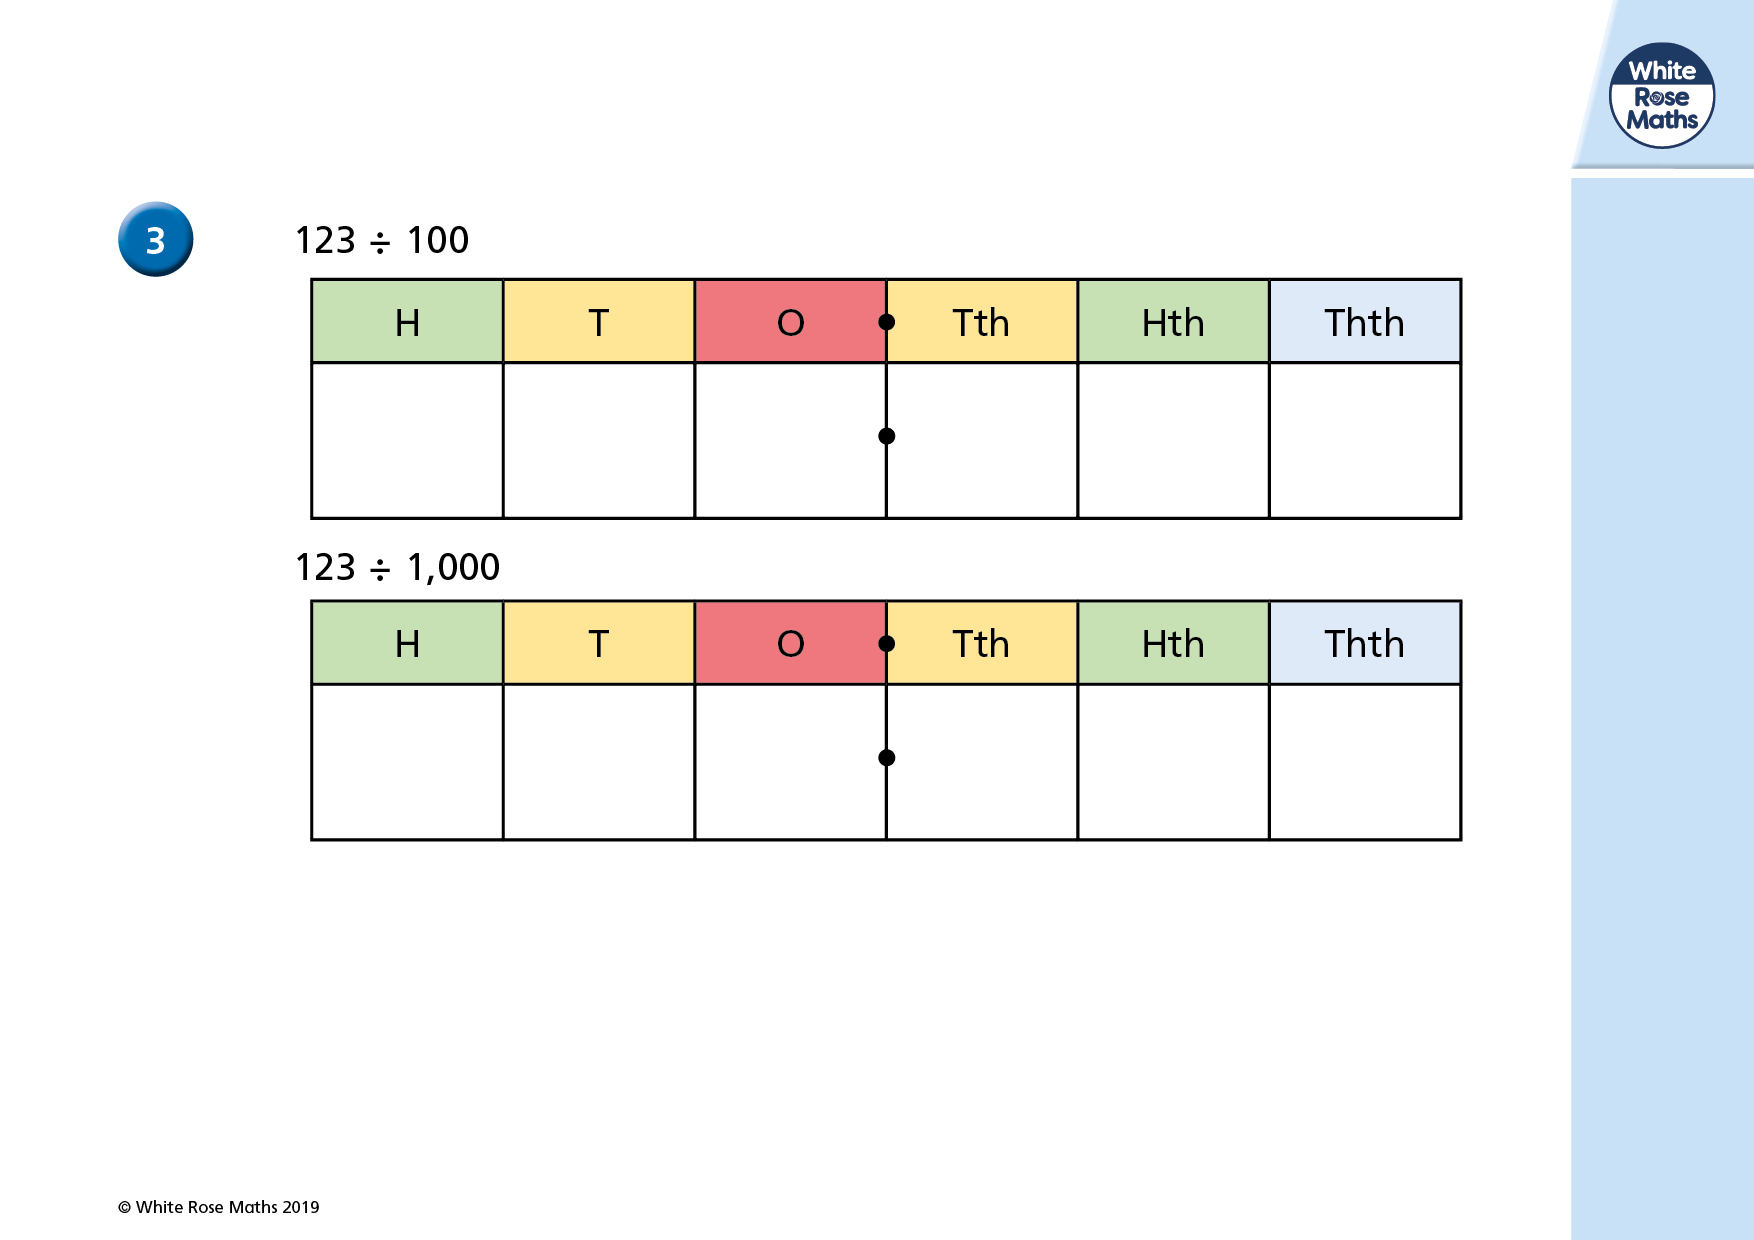 White
Rose
Maths
3
123 ÷ 100
H T O Tth Hth Thth
123 ÷ 1,000
H T O Tth Hth Thth
© White Rose Maths 2019